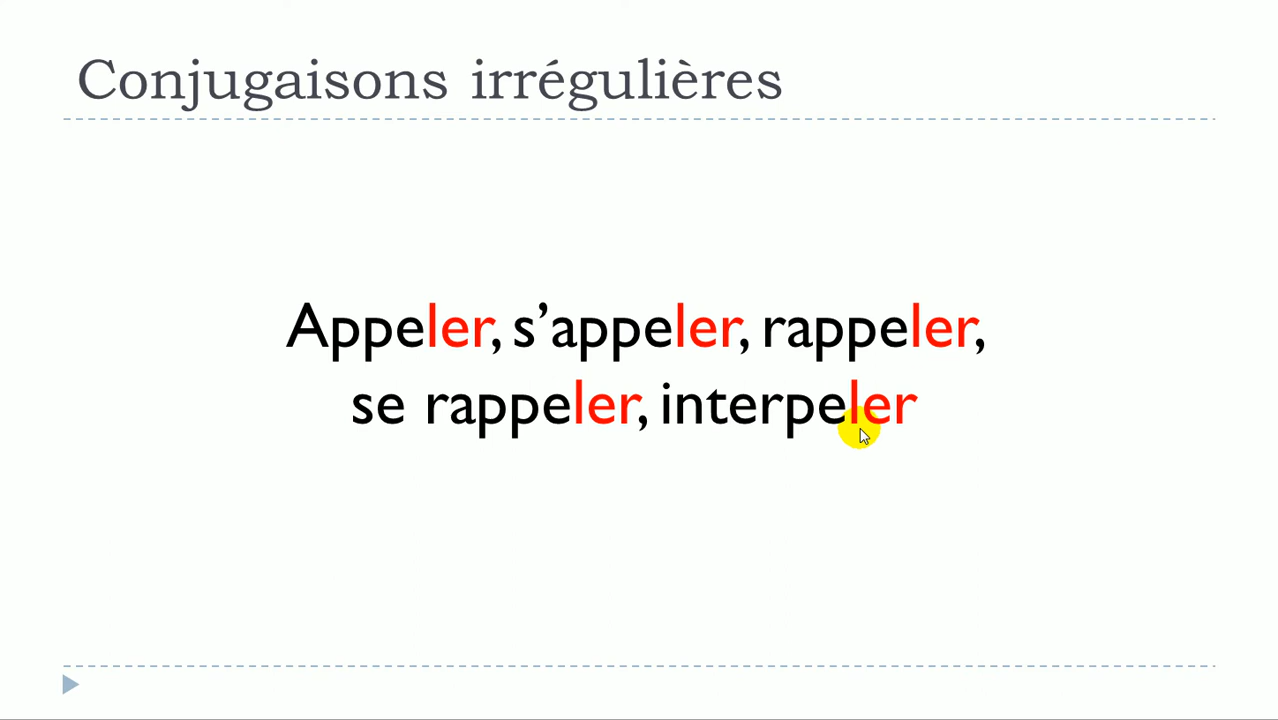 Conjugaisons irrégulières
Appeler, s’appeler, rappeler,
se rappeler, interpeler